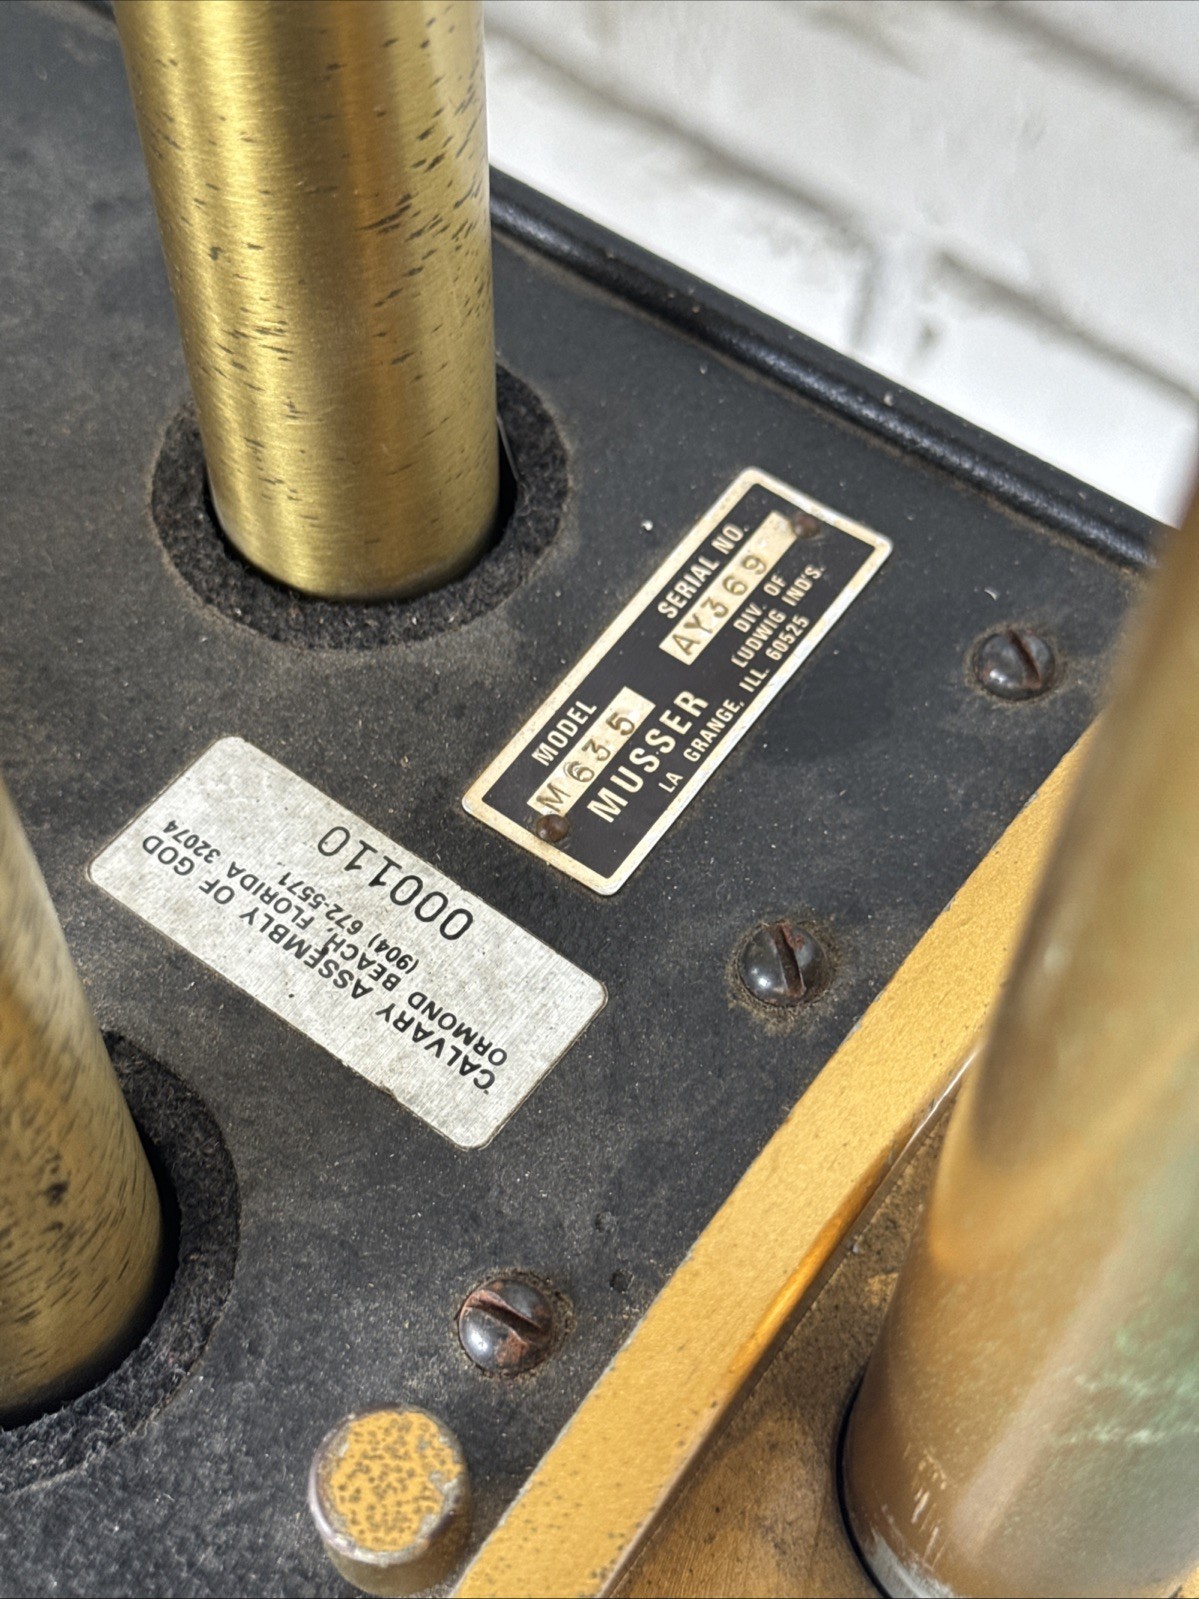 MODEL SERIAL NO.
M635 AY369
MUSSER DIV. OF
LUDWIG IND'S.
LA GRANGE, ILL. 60525
CALVARY ASSEMBLY OF GOD
ORMOND BEACH, FLORIDA 32074
(904) 672-5571
000110